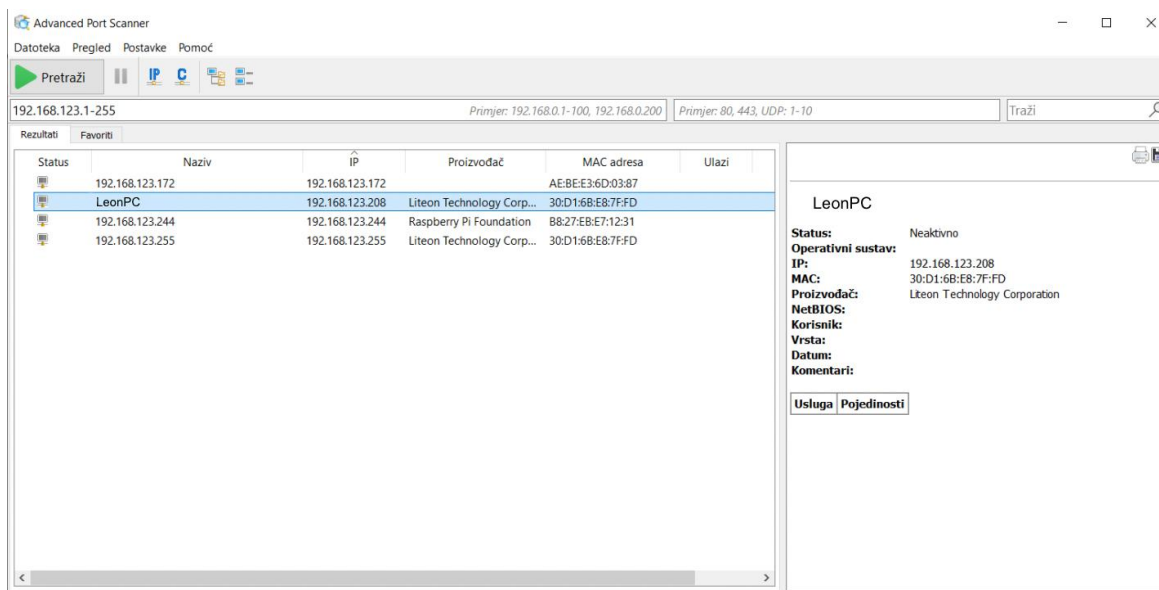 Advanced Port Scanner
Datoteka Pregled Postavke Pomoć
Pretraži IP C
192.168.123.1-255 Primjer: 192.168.0.1-100, 192.168.0.200 Primjer: 80, 443, UDP: 1-10 Traži
Rezultati Favoriti
Status Naziv IP Proizvođač MAC adresa Ulazi
192.168.123.172 192.168.123.172 AE:BE:E3:6D:03:87
LeonPC 192.168.123.208 Liteon Technology Corp... 30:D1:6B:E8:7F:FD
192.168.123.244 192.168.123.244 Raspberry Pi Foundation B8:27:EB:E7:12:31
192.168.123.255 192.168.123.255 Liteon Technology Corp... 30:D1:6B:E8:7F:FD
LeonPC
Status: Neaktivno
Operativni sustav:
IP: 192.168.123.208
MAC: 30:D1:6B:E8:7F:FD
Proizvođač: Liteon Technology Corporation
NetBIOS:
Korisnik:
Vrsta:
Datum:
Komentari:
Usluga Pojedinosti